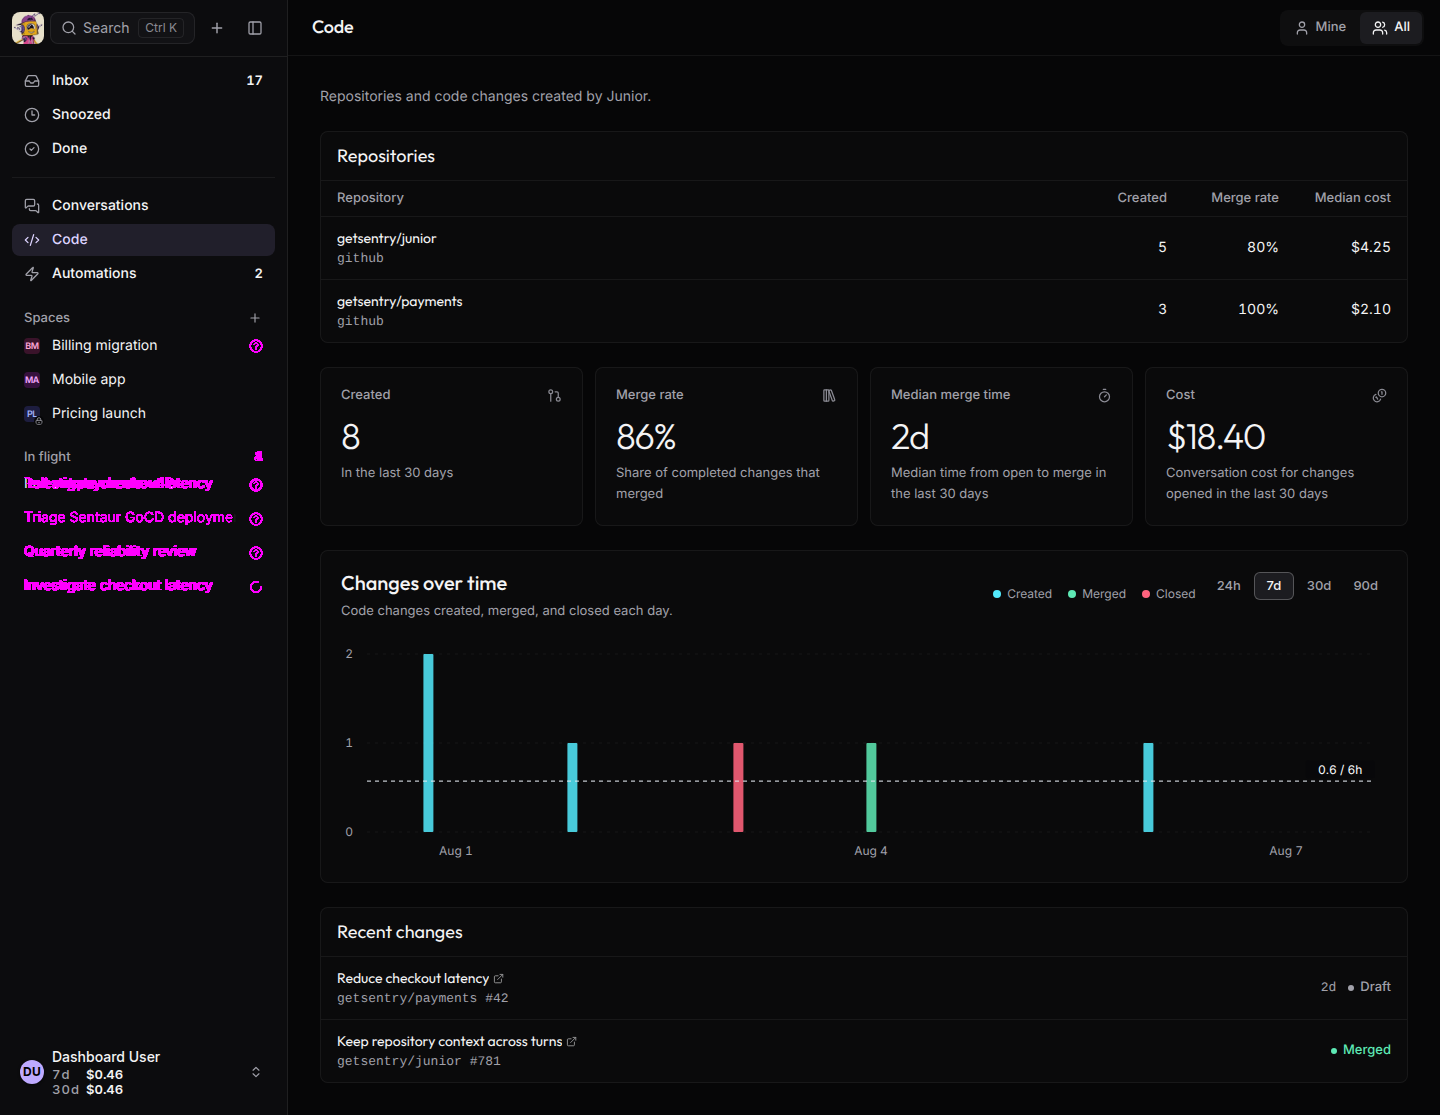 Search Ctrl K
Inbox 17
Snoozed
Done
Conversations
Code
Automations 2
Spaces
BM Billing migration
MA Mobile app
PL Pricing launch
In flight
Triage Sentaur GoCD deployme
Quarterly reliability review
Investigate checkout latency
DU Dashboard User
7d $0.46
30d $0.46
Code
Mine All
Repositories and code changes created by Junior.
Repositories
Repository Created Merge rate Median cost
getsentry/junior 5 80% $4.25
github
getsentry/payments 3 100% $2.10
github
Created
8
In the last 30 days
Merge rate
86%
Share of completed changes that
merged
Median merge time
2d
Median time from open to merge in
the last 30 days
Cost
$18.40
Conversation cost for changes
opened in the last 30 days
Changes over time
Code changes created, merged, and closed each day.
Created Merged Closed 24h 7d 30d 90d
2
1
0.6 / 6h
0
Aug 1 Aug 4 Aug 7
Recent changes
Reduce checkout latency
getsentry/payments #42
2d Draft
Keep repository context across turns
getsentry/junior #781
Merged